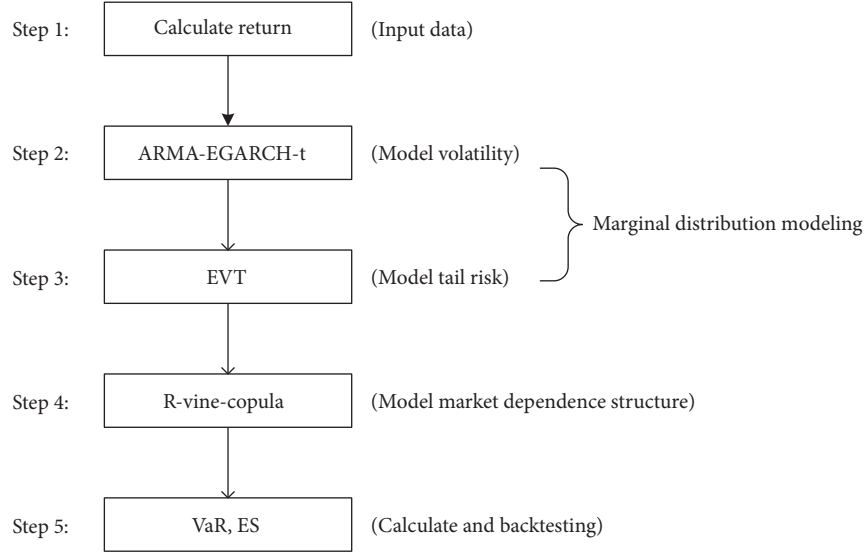 Step 1: Calculate return (Input data)
Step 2: ARMA-EGARCH-t (Model volatility)
Marginal distribution modeling
Step 3: EVT (Model tail risk)
Step 4: R-vine-copula (Model market dependence structure)
Step 5: VaR, ES (Calculate and backtesting)